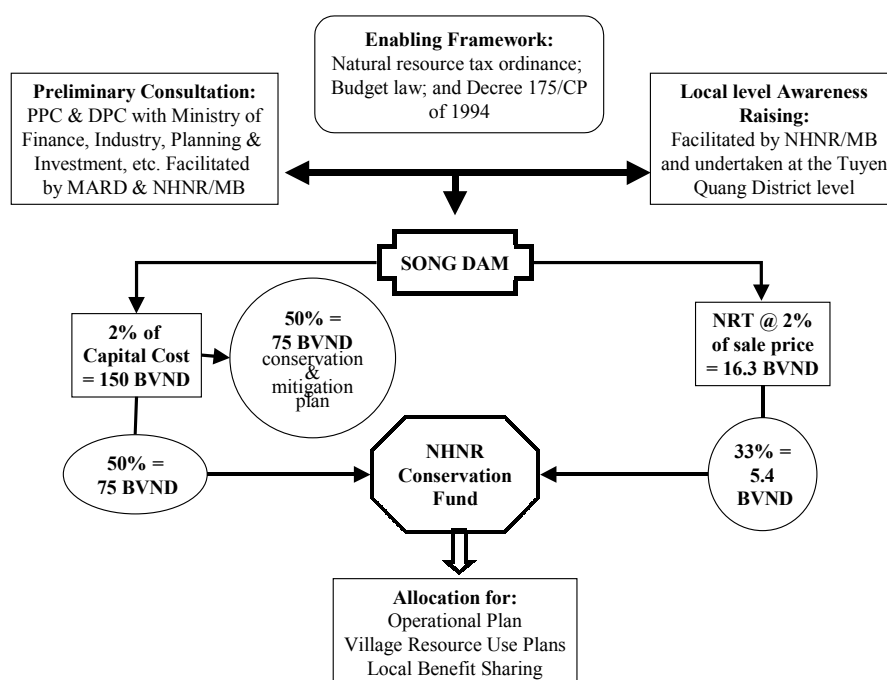 Enabling Framework:
Natural resource tax ordinance;
Budget law; and Decree 175/CP
of 1994
Preliminary Consultation:
PPC & DPC with Ministry of
Finance, Industry, Planning &
Investment, etc. Facilitated
by MARD & NHNR/MB
Local level Awareness
Raising:
Facilitated by NHNR/MB
and undertaken at the Tuyen
Quang District level
SONG DAM
2% of
Capital Cost
= 150 BVND
50% =
75 BVND
conservation
&
mitigation
plan
NRT @ 2%
of sale price
= 16.3 BVND
50% =
75 BVND
NHNR
Conservation
Fund
33% =
5.4
BVND
Allocation for:
Operational Plan
Village Resource Use Plans
Local Benefit Sharing